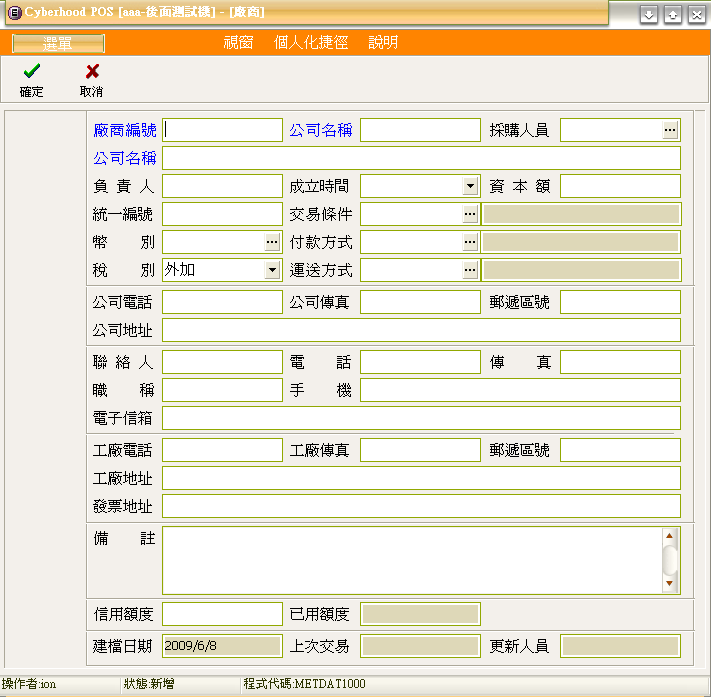 Cyberhood POS [aaa-後面測試機] - [廠商]
選單 視窗 個人化捷徑 說明
確定 取消
廠商編號 公司名稱 採購人員 ...
公司名稱
負責人 成立時間 資本額
統一編號 交易條件 ...
幣別 ... 付款方式 ...
稅別 外加 運送方式 ...
公司電話 公司傳真 郵遞區號
公司地址
聯絡人 電話 傳真
職稱 手機
電子信箱
工廠電話 工廠傳真 郵遞區號
工廠地址
發票地址
備註
信用額度 已用額度
建檔日期 2009/6/8 上次交易 更新人員
操作者:ion 狀態:新增 程式代碼:METDAT1000